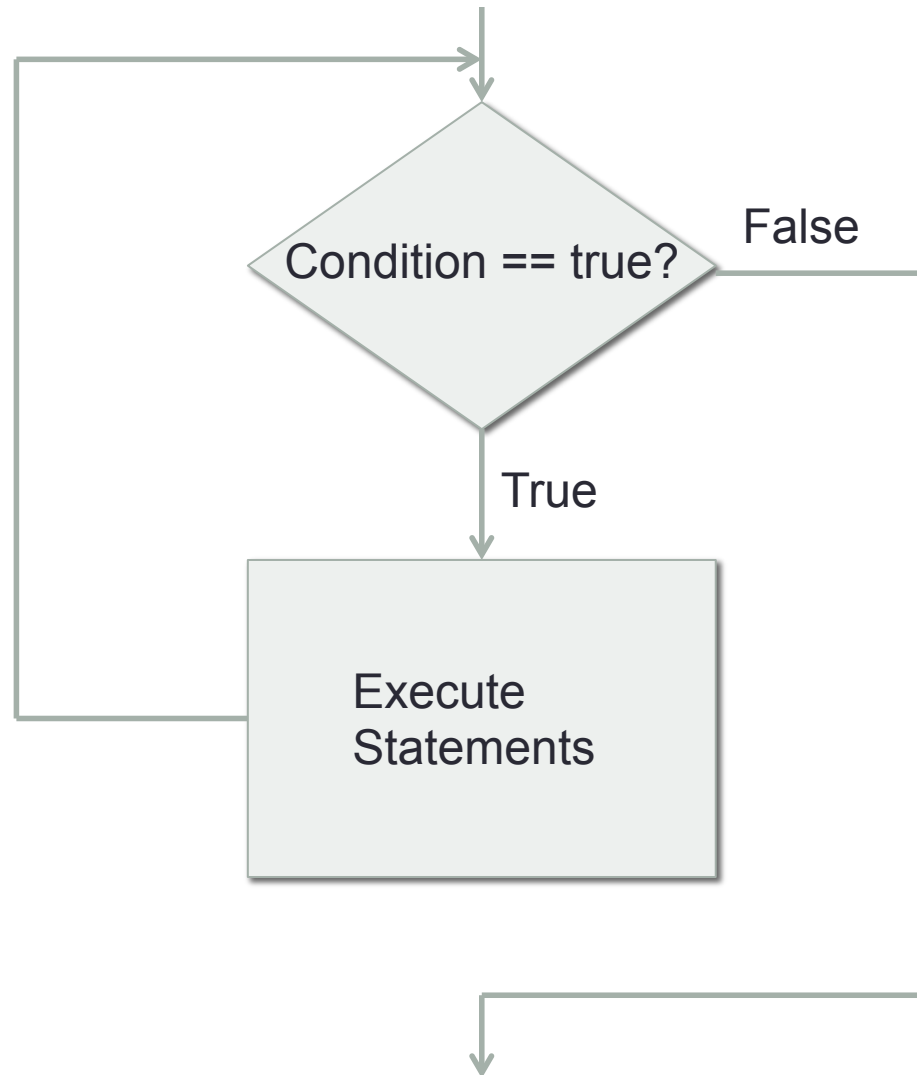 False
Condition == true?
True
Execute
Statements